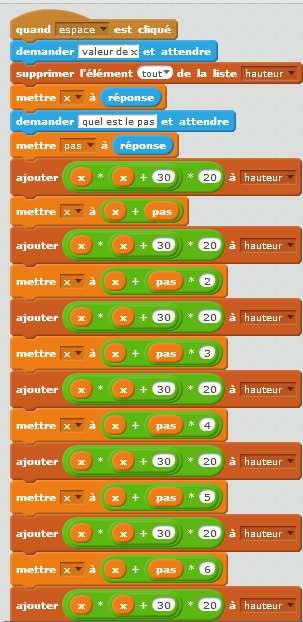 quand espace est cliqué
demander valeur de x et attendre
supprimer l'élément tout de la liste hauteur
mettre x à réponse
demander quel est le pas et attendre
mettre pas à réponse
ajouter x * x + 30 * 20 à hauteur
mettre x à x + pas
ajouter x * x + 30 * 20 à hauteur
mettre x à x + pas * 2
ajouter x * x + 30 * 20 à hauteur
mettre x à x + pas * 3
ajouter x * x + 30 * 20 à hauteur
mettre x à x + pas * 4
ajouter x * x + 30 * 20 à hauteur
mettre x à x + pas * 5
ajouter x * x + 30 * 20 à hauteur
mettre x à x + pas * 6
ajouter x * x + 30 * 20 à hauteur